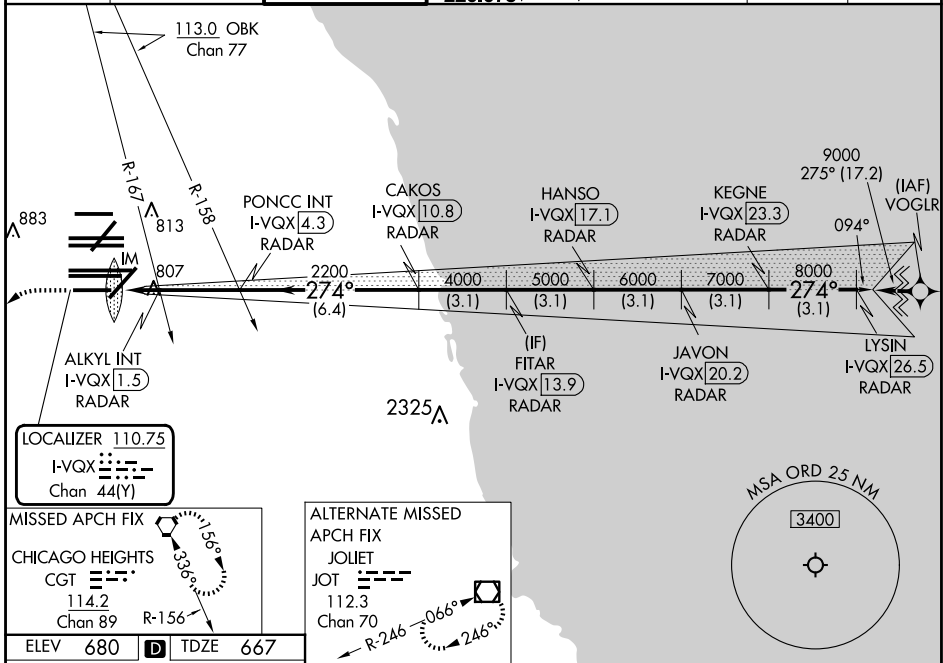 113.0 OBK
Chan 77
R-167
R-158
883
813
807
IM
PONCC INT
I-VQX 4.3
RADAR
CAKOS
I-VQX 10.8
RADAR
HANSO
I-VQX 17.1
RADAR
KEGNE
I-VQX 23.3
RADAR
9000
275° (17.2)
(IAF)
VOGLR
094°
2200
274°
(6.4)
4000
(3.1)
5000
(3.1)
6000
(3.1)
7000
(3.1)
8000
274°
(3.1)
ALKYL INT
I-VQX 1.5
RADAR
(IF)
FITAR
I-VQX 13.9
RADAR
JAVON
I-VQX 20.2
RADAR
LYSIN
I-VQX 26.5
RADAR
2325
LOCALIZER 110.75
I-VQX
Chan 44(Y)
MISSED APCH FIX
CHICAGO HEIGHTS
CGT
114.2
Chan 89
156°
336°
R-156
ALTERNATE MISSED
APCH FIX
JOLIET
JOT
112.3
Chan 70
R-246
066°
246°
MSA ORD 25 NM
3400
ELEV 680 D TDZE 667